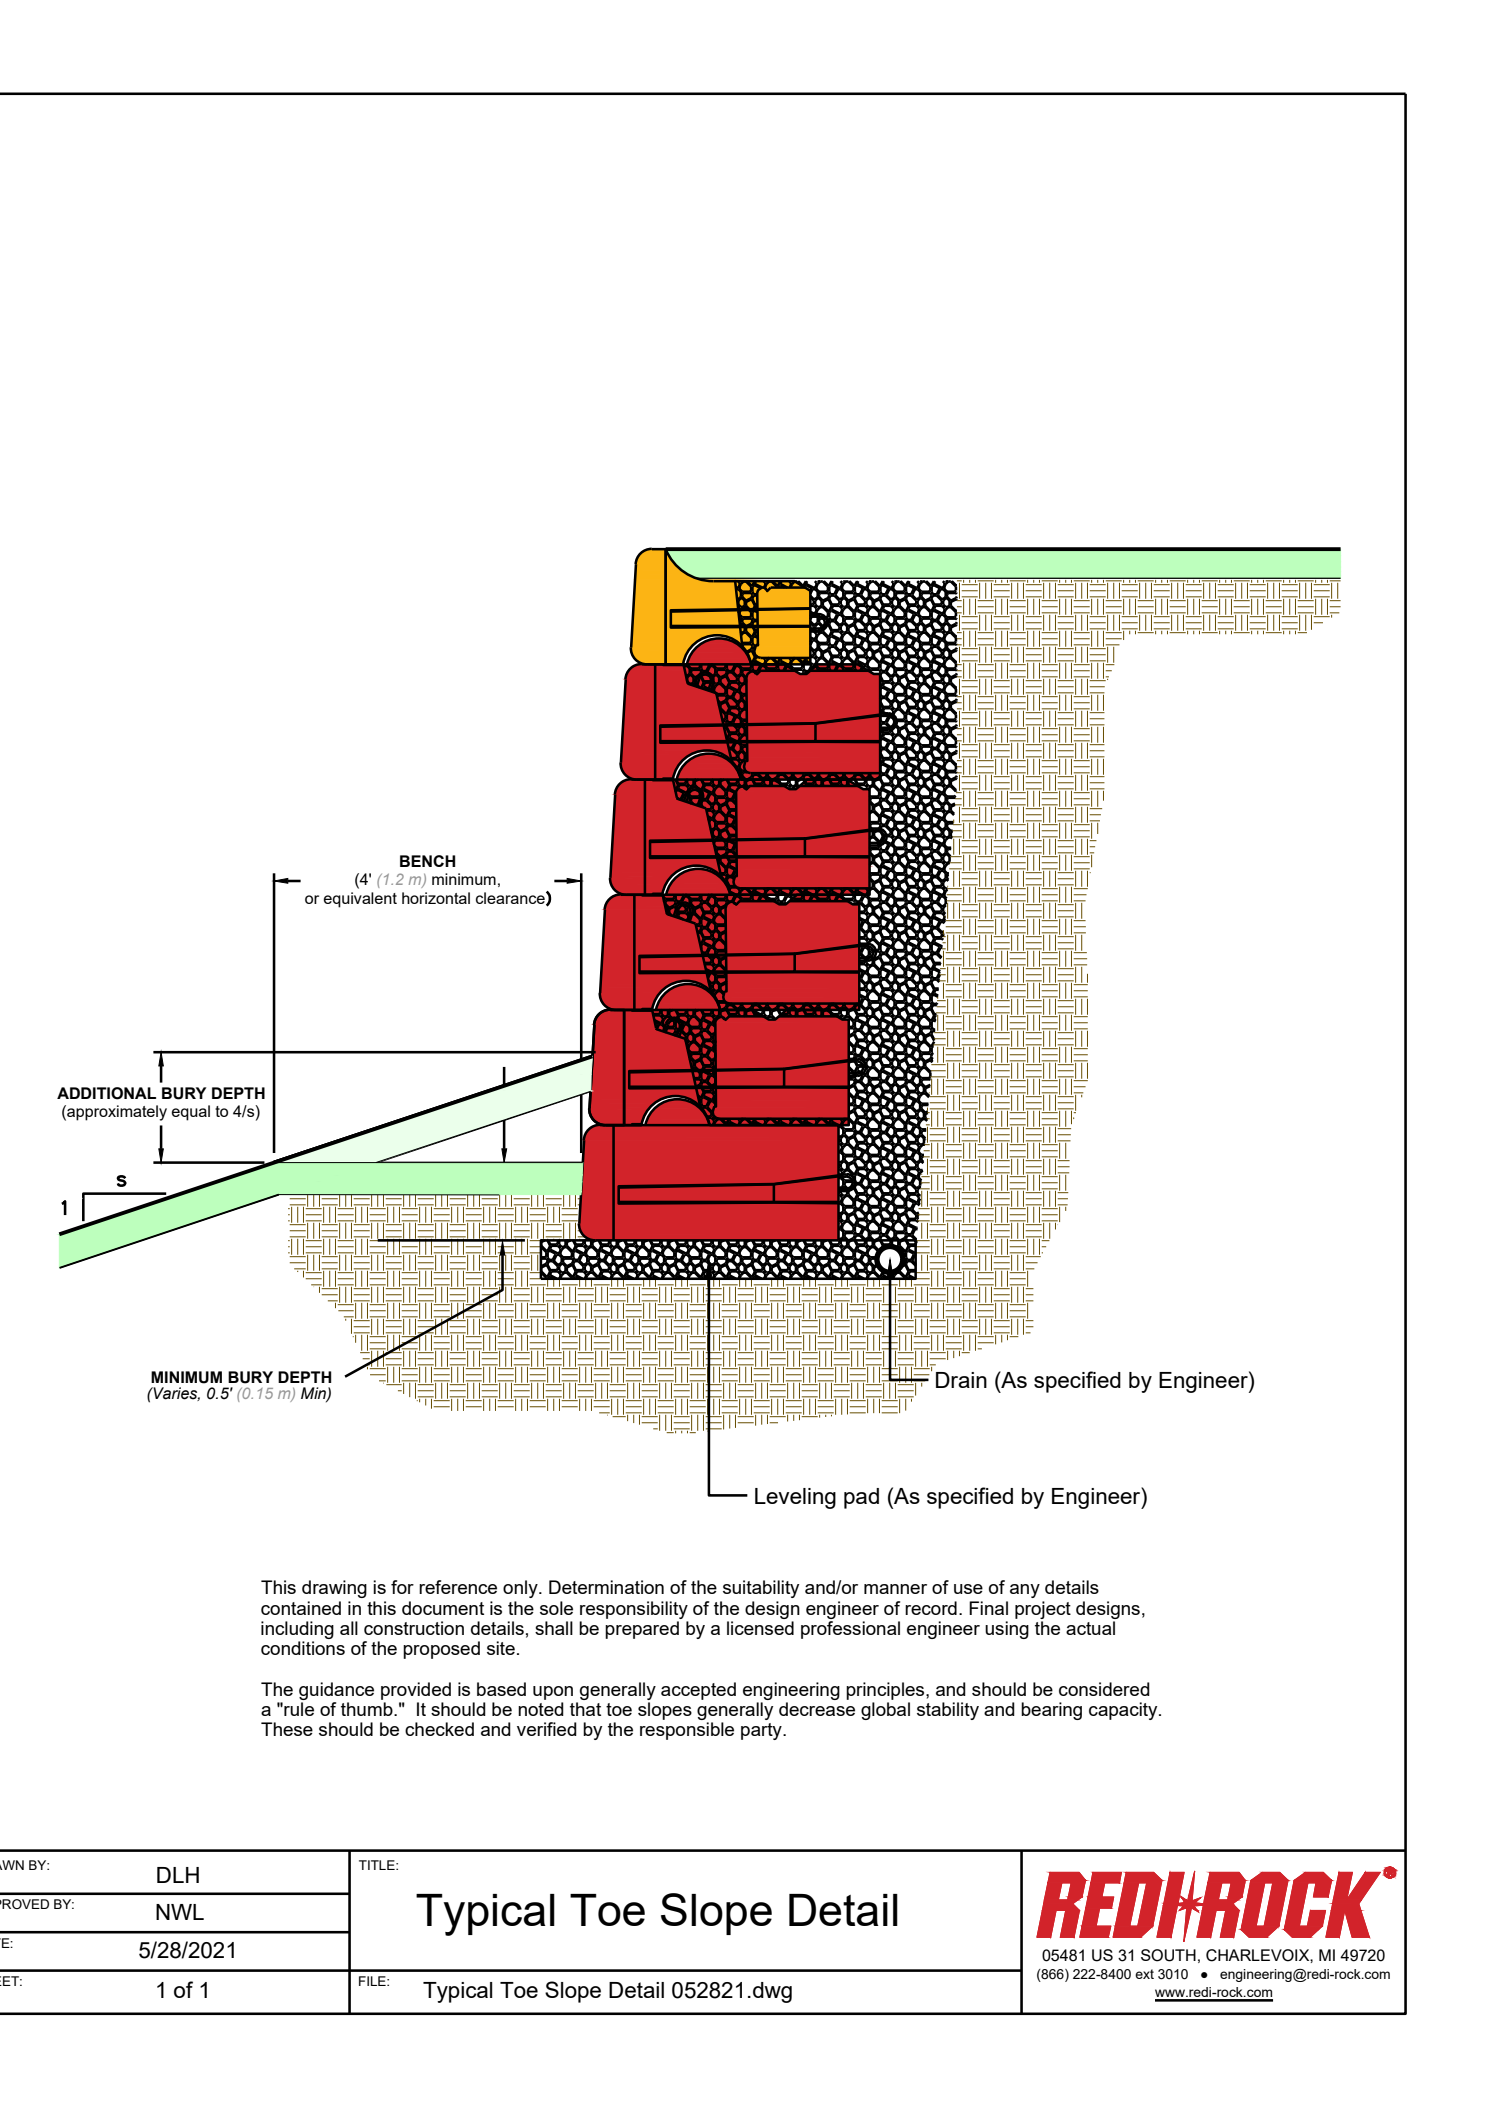 BENCH
(4' (1.2 m) minimum,
or equivalent horizontal clearance)
ADDITIONAL BURY DEPTH
(approximately equal to 4/s)
s
1
MINIMUM BURY DEPTH
(Varies, 0.5' (0.15 m) Min)
Drain (As specified by Engineer)
Leveling pad (As specified by Engineer)
This drawing is for reference only. Determination of the suitability and/or manner of use of any details
contained in this document is the sole responsibility of the design engineer of record. Final project designs,
including all construction details, shall be prepared by a licensed professional engineer using the actual
conditions of the proposed site.
The guidance provided is based upon generally accepted engineering principles, and should be considered
a "rule of thumb." It should be noted that toe slopes generally decrease global stability and bearing capacity.
These should be checked and verified by the responsible party.
AWN BY:
DLH
PROVED BY:
NWL
TE:
5/28/2021
EET:
1 of 1
TITLE:
Typical Toe Slope Detail
FILE:
Typical Toe Slope Detail 052821.dwg
REDI-ROCK®
05481 US 31 SOUTH, CHARLEVOIX, MI 49720
(866) 222-8400 ext 3010 ● engineering@redi-rock.com
www.redi-rock.com